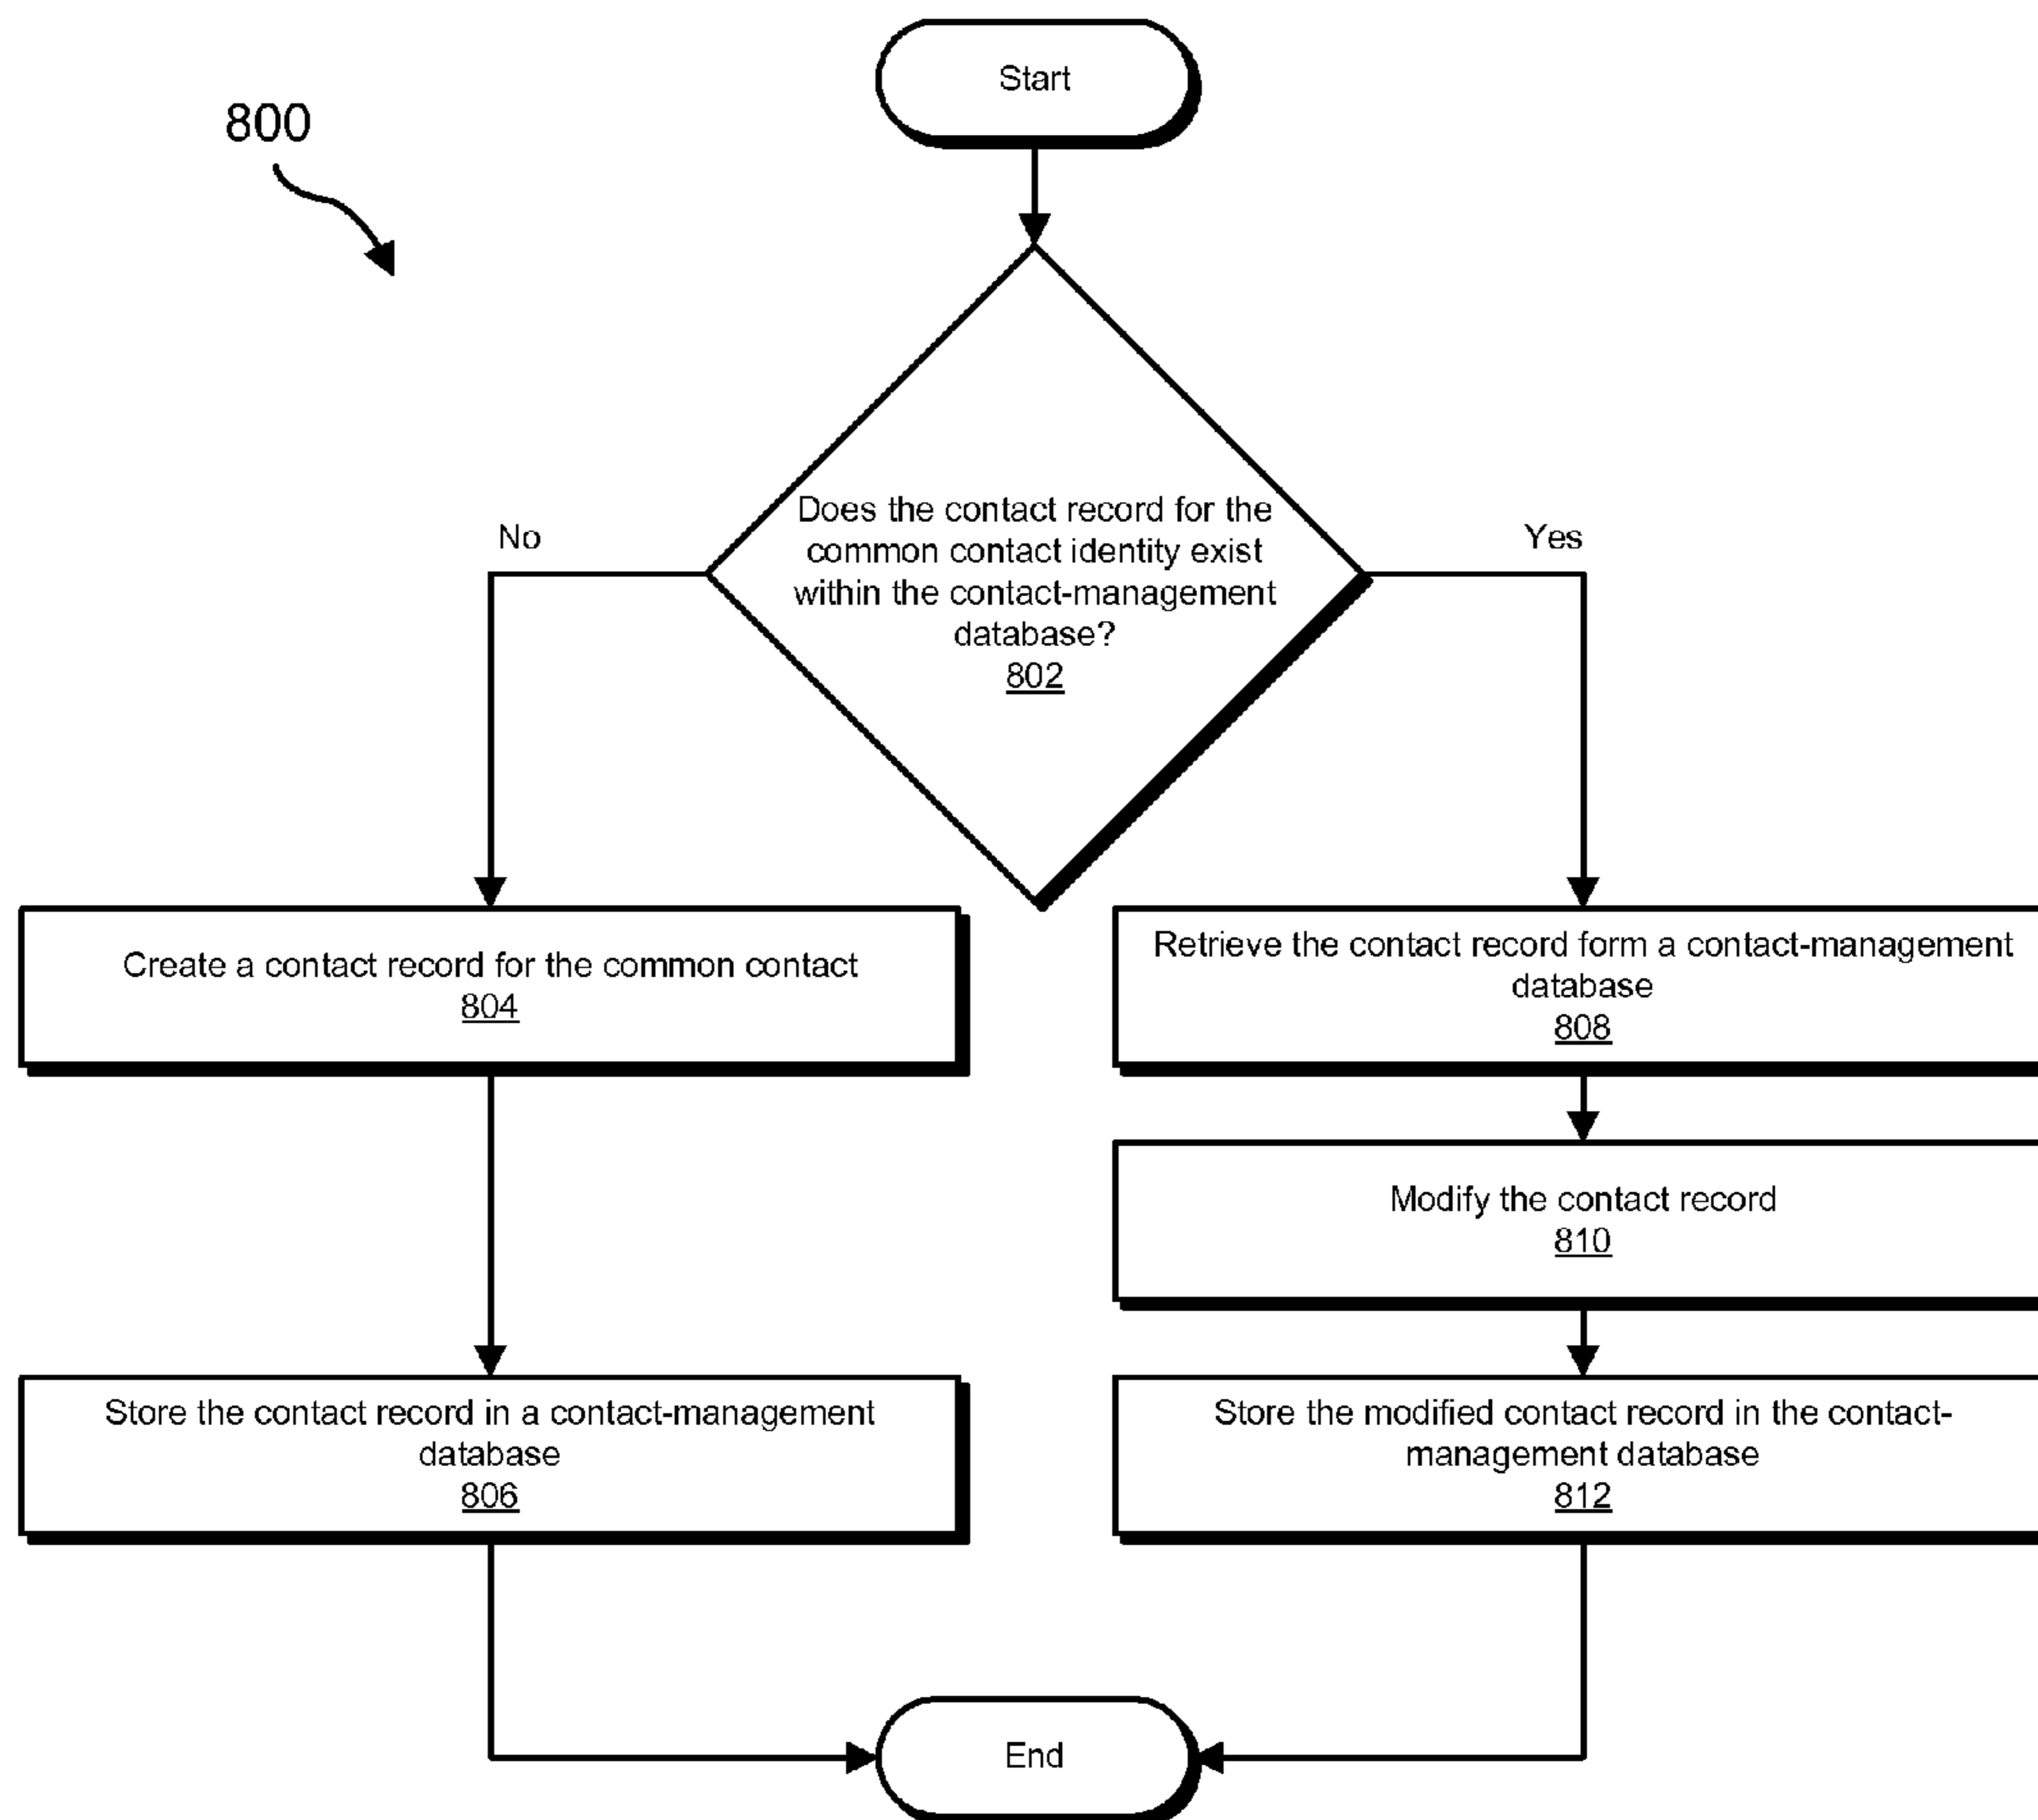 Start
800
Does the contact record for the
common contact identity exist
within the contact-management
database?
802
No
Yes
Create a contact record for the common contact
804
Retrieve the contact record form a contact-management
database
808
Modify the contact record
810
Store the contact record in a contact-management
database
806
Store the modified contact record in the contact-
management database
812
End